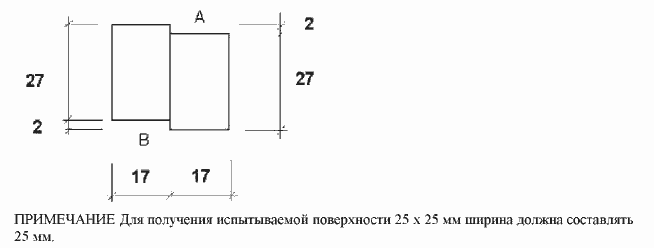 A
2
27
27
2
B
17
17
ПРИМЕЧАНИЕ Для получения испытываемой поверхности 25 x 25 мм ширина должна составлять
25 мм.